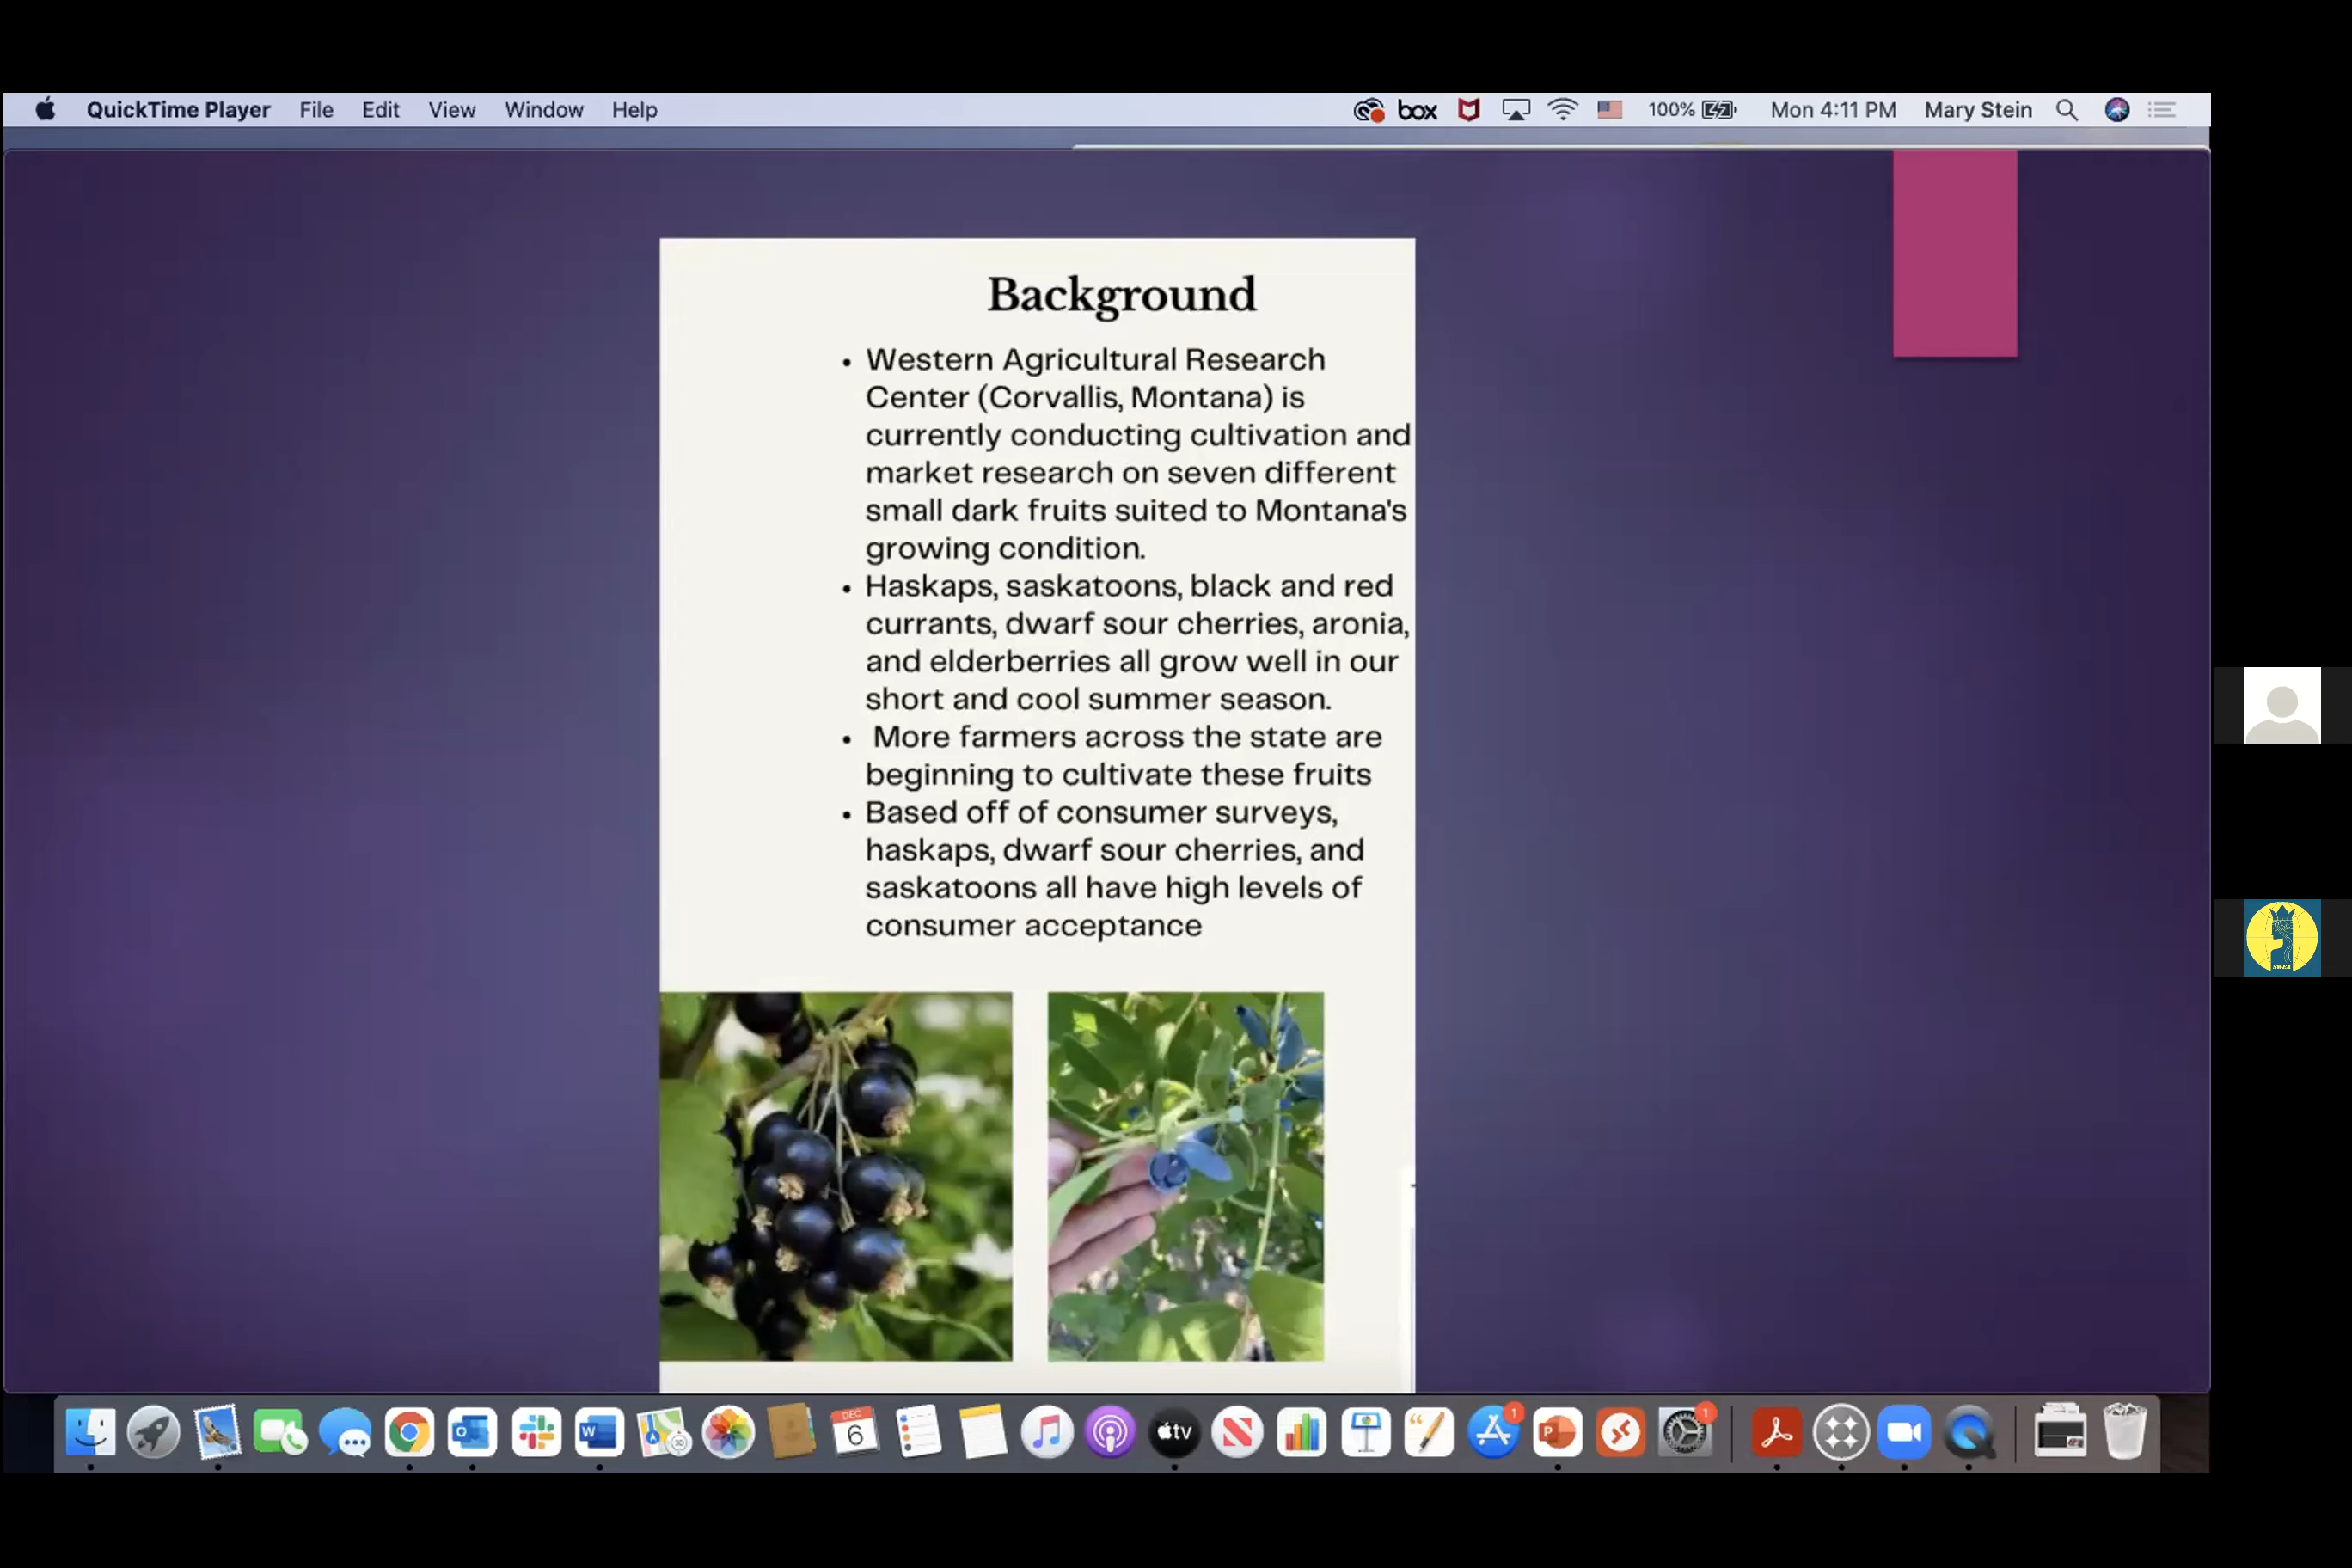 QuickTime Player File Edit View Window Help box 100% Mon 4:11 PM Mary Stein
Background
• Western Agricultural Research
Center (Corvallis, Montana) is
currently conducting cultivation and
market research on seven different
small dark fruits suited to Montana's
growing condition.
• Haskaps, saskatoons, black and red
currants, dwarf sour cherries, aronia,
and elderberries all grow well in our
short and cool summer season.
• More farmers across the state are
beginning to cultivate these fruits
• Based off of consumer surveys,
haskaps, dwarf sour cherries, and
saskatoons all have high levels of
consumer acceptance
SWEA
DEC
6
tv
1
1
3D
O
W
P